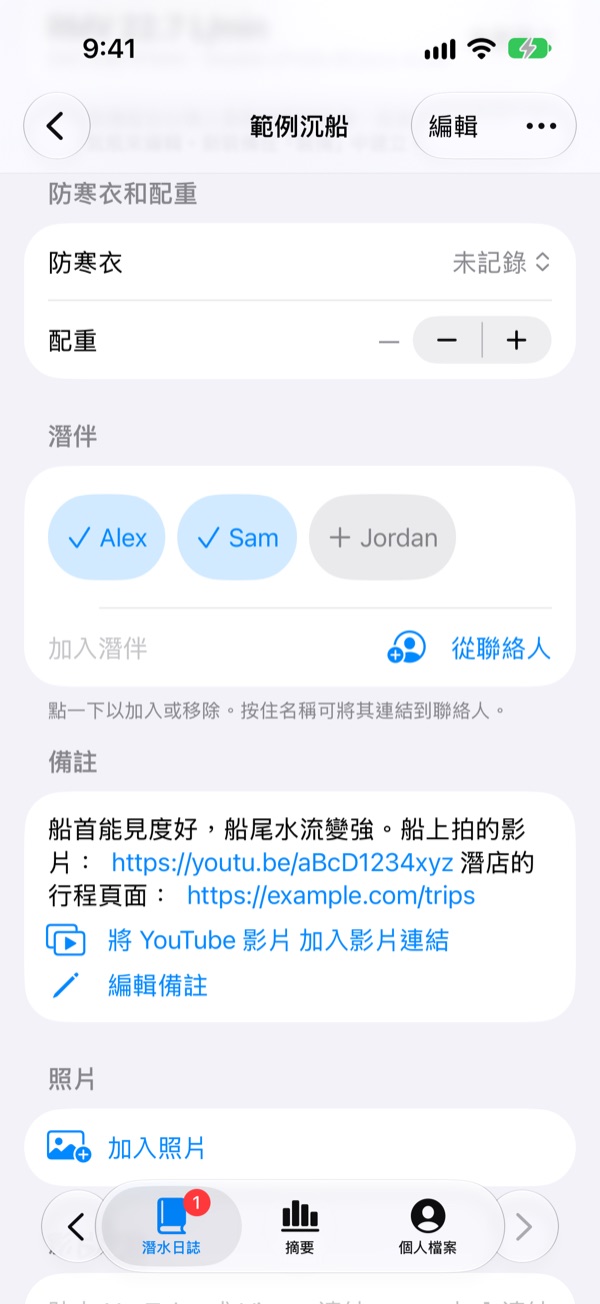 9:41
範例沉船
編輯
防寒衣和配重
防寒衣
未記錄
配重
—
潛伴
Alex
Sam
Jordan
加入潛伴
從聯絡人
點一下以加入或移除。按住名稱可將其連結到聯絡人。
備註
船首能見度好，船尾水流變強。船上拍的影
片： https://youtu.be/aBcD1234xyz 潛店的
行程頁面： https://example.com/trips
將 YouTube 影片 加入影片連結
編輯備註
照片
加入照片
1
潛水日誌
摘要
個人檔案